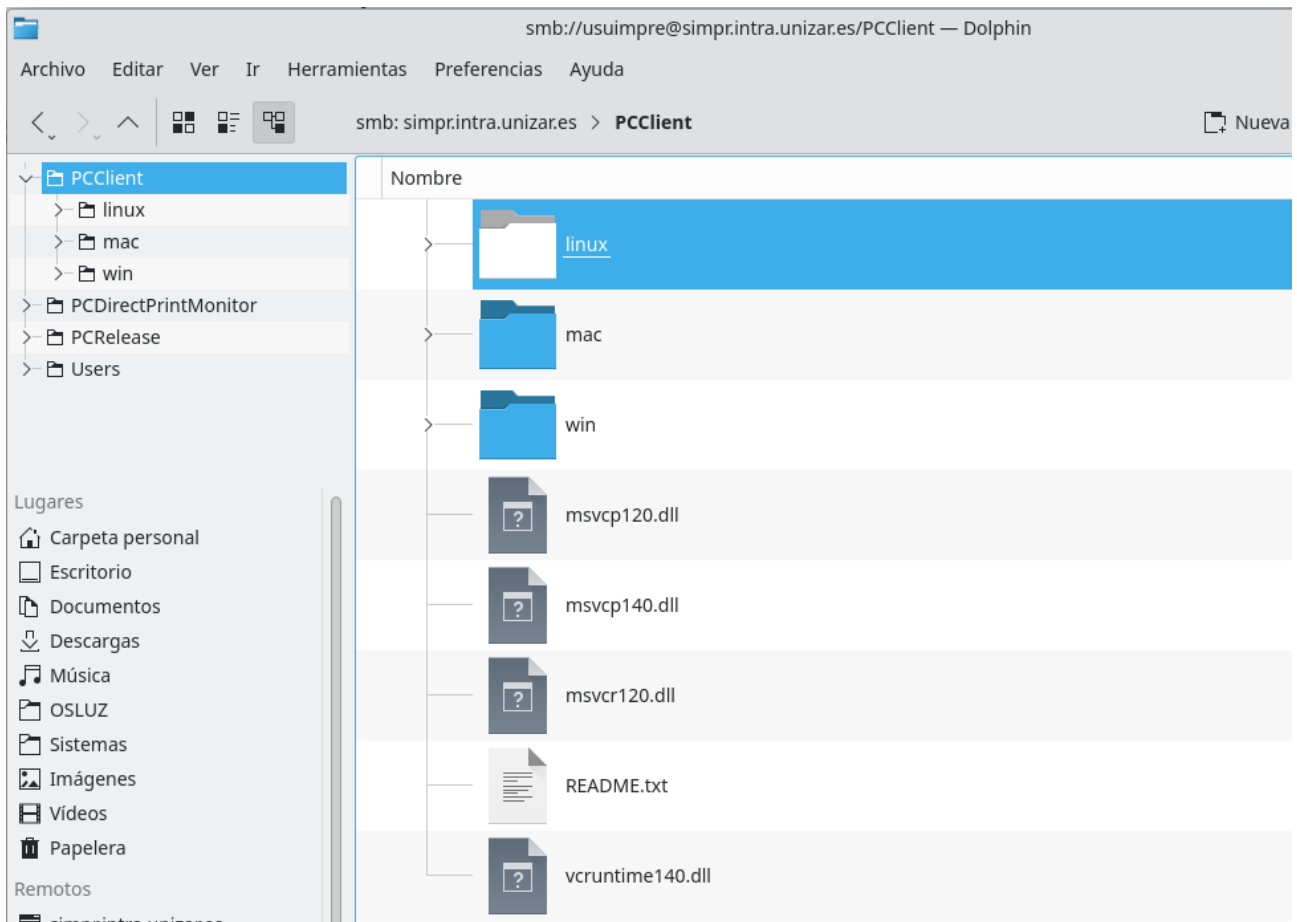 smb://usuimpre@simpr.intra.unizar.es/PCClient — Dolphin
Archivo Editar Ver Ir Herramientas Preferencias Ayuda
smb: simpr.intra.unizar.es > PCClient
Nueva
PCClient
linux
mac
win
PCDirectPrintMonitor
PCRelease
Users
Lugares
Carpeta personal
Escritorio
Documentos
Descargas
Música
OSLUZ
Sistemas
Imágenes
Vídeos
Papelera
Remotos
Nombre
linux
mac
win
msvcp120.dll
msvcp140.dll
msvcr120.dll
README.txt
vcruntime140.dll